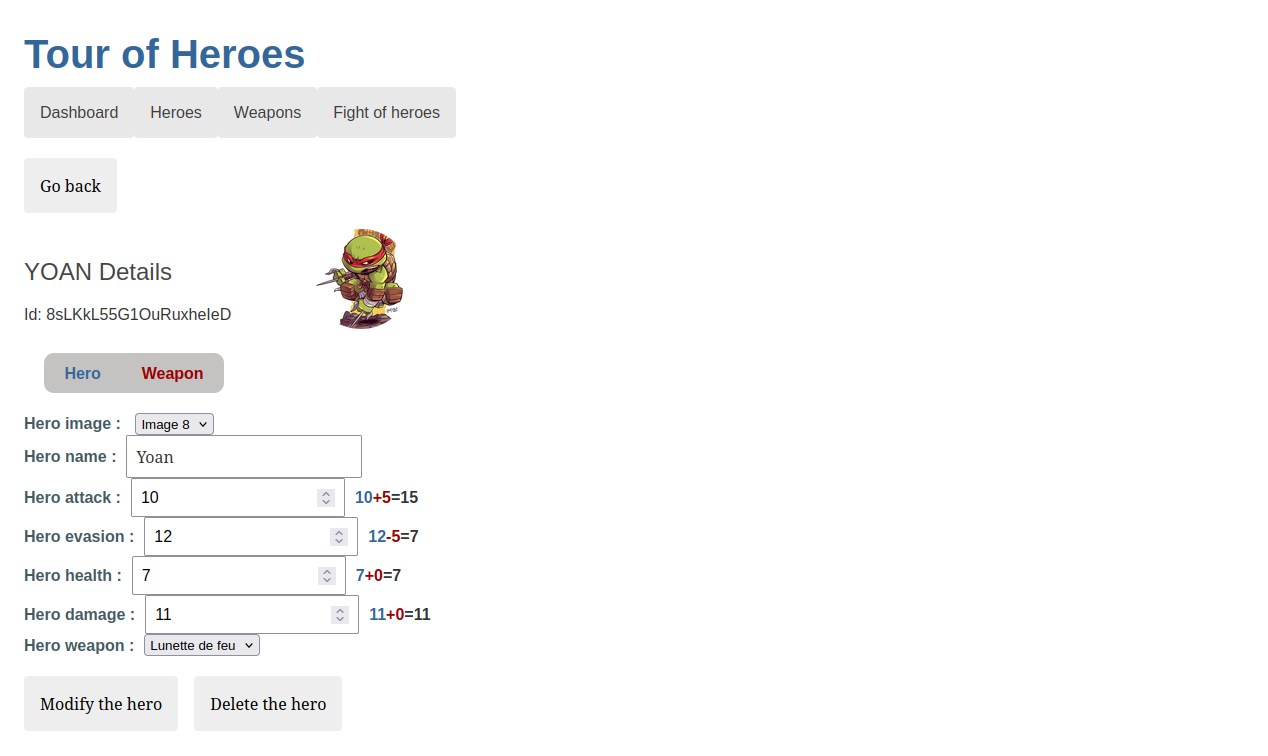 Tour of Heroes
Dashboard Heroes Weapons Fight of heroes
Go back
YOAN Details
Id: 8sLKkL55G1OuRuxheIeD
Hero Weapon
Hero image : Image 8
Hero name : Yoan
Hero attack : 10 10+5=15
Hero evasion : 12 12-5=7
Hero health : 7 7+0=7
Hero damage : 11 11+0=11
Hero weapon : Lunette de feu
Modify the hero Delete the hero